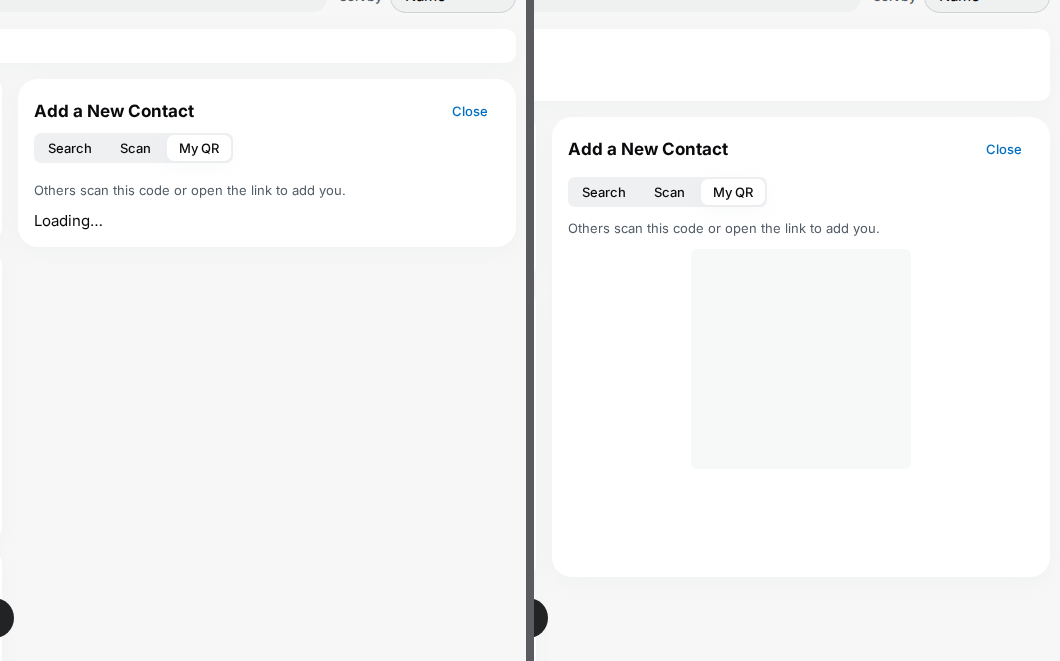 Add a New Contact
Close
Search Scan My QR
Others scan this code or open the link to add you.
Loading...
Add a New Contact
Close
Search Scan My QR
Others scan this code or open the link to add you.